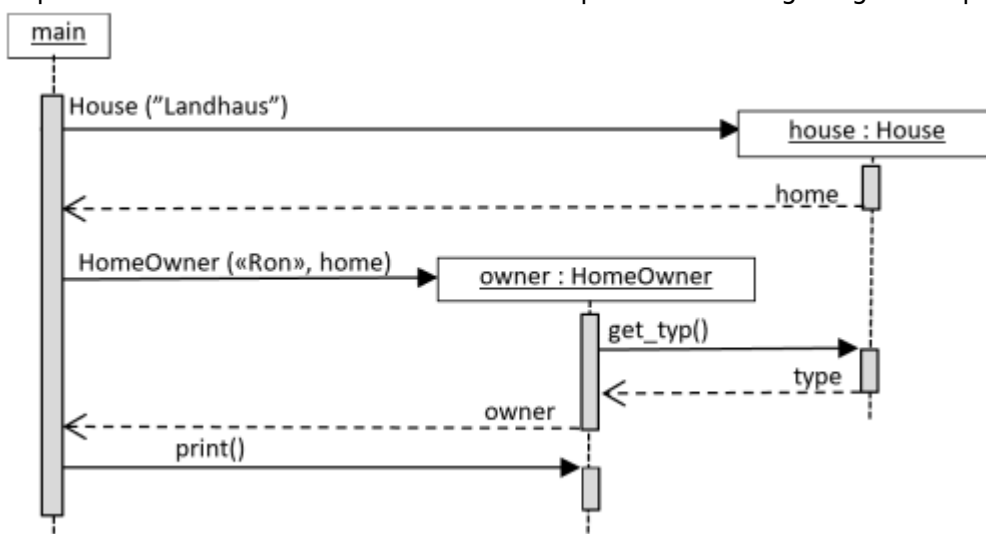 main
House ("Landhaus")
house : House
home
HomeOwner («Ron», home)
owner : HomeOwner
get_typ()
type
owner
print()